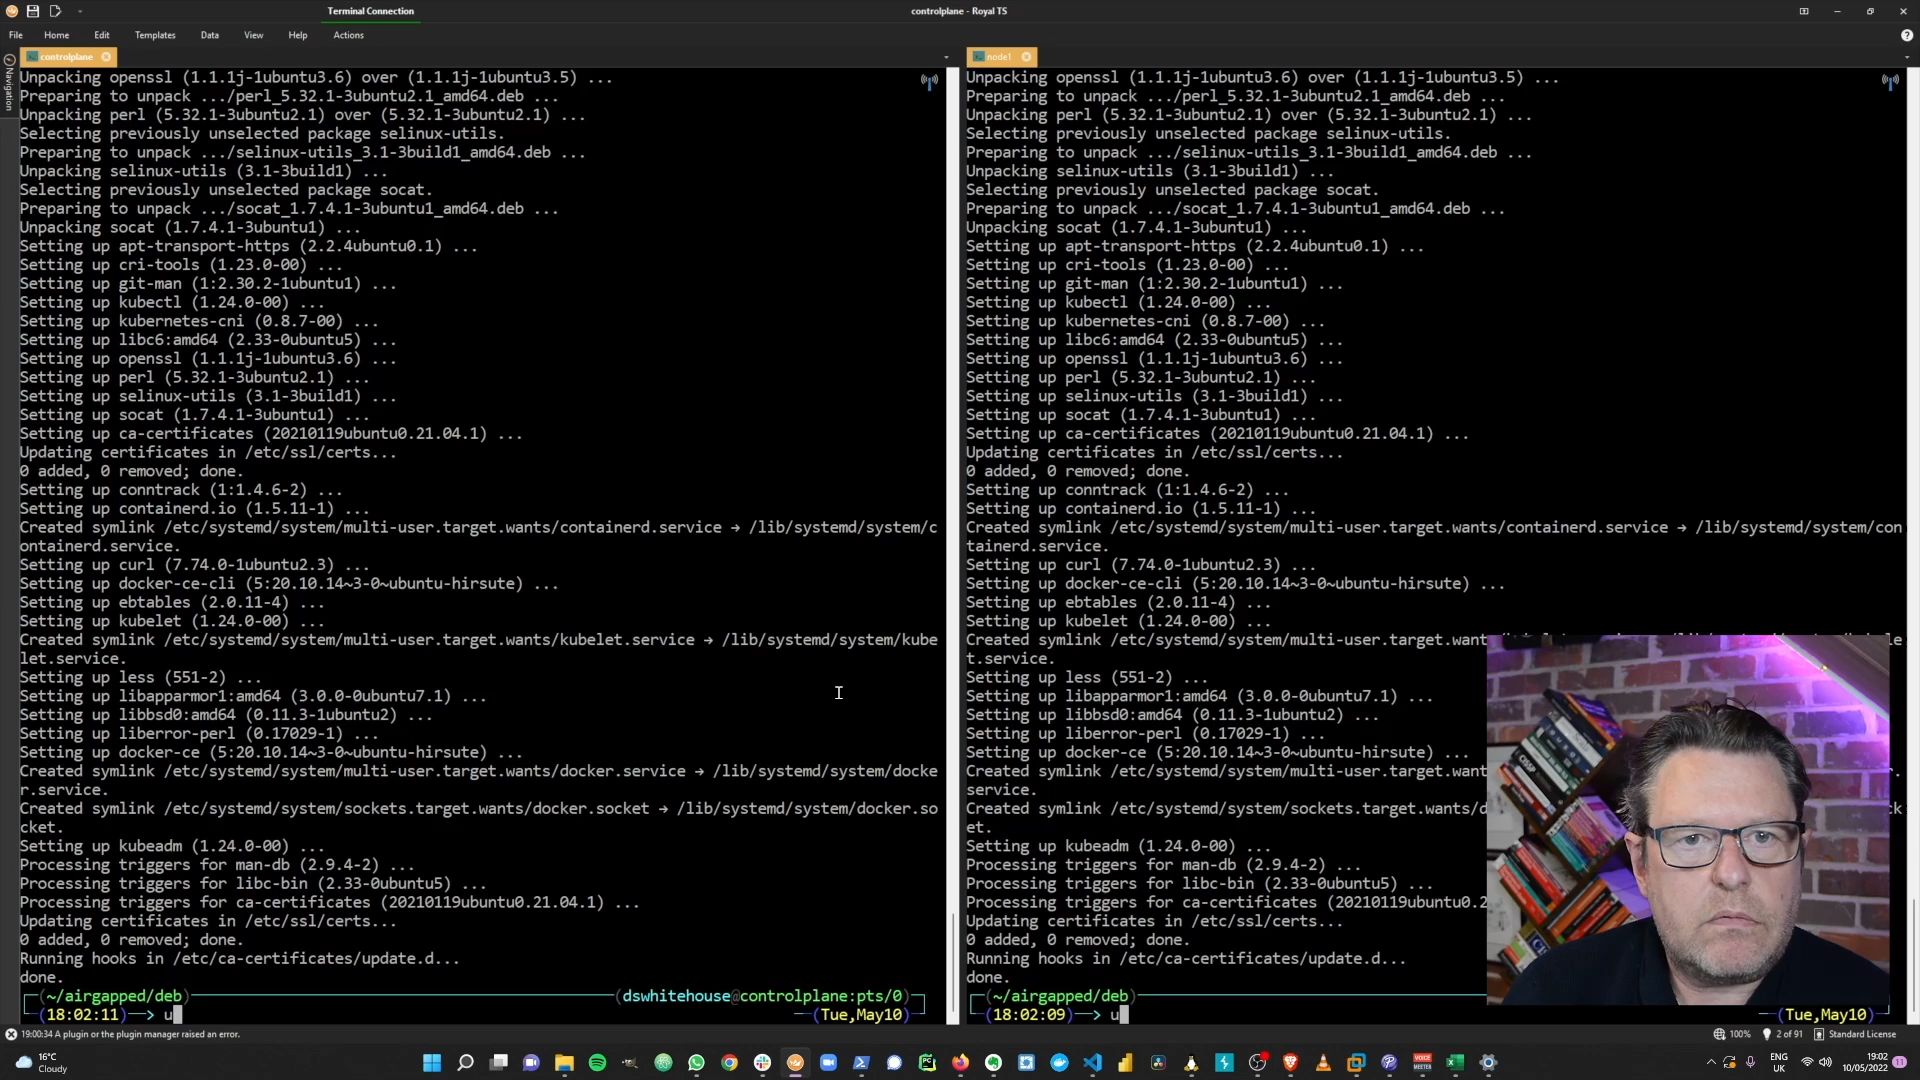 Terminal Connection
controlplane - Royal TS
File Home Edit Templates Data View Help Actions
Navigation
controlplane
Unpacking openssl (1.1.1j-1ubuntu3.6) over (1.1.1j-1ubuntu3.5) ...
Preparing to unpack .../perl_5.32.1-3ubuntu2.1_amd64.deb ...
Unpacking perl (5.32.1-3ubuntu2.1) over (5.32.1-3ubuntu2.1) ...
Selecting previously unselected package selinux-utils.
Preparing to unpack .../selinux-utils_3.1-3build1_amd64.deb ...
Unpacking selinux-utils (3.1-3build1) ...
Selecting previously unselected package socat.
Preparing to unpack .../socat_1.7.4.1-3ubuntu1_amd64.deb ...
Unpacking socat (1.7.4.1-3ubuntu1) ...
Setting up apt-transport-https (2.2.4ubuntu0.1) ...
Setting up cri-tools (1.23.0-00) ...
Setting up git-man (1:2.30.2-1ubuntu1) ...
Setting up kubectl (1.24.0-00) ...
Setting up kubernetes-cni (0.8.7-00) ...
Setting up libc6:amd64 (2.33-0ubuntu5) ...
Setting up openssl (1.1.1j-1ubuntu3.6) ...
Setting up perl (5.32.1-3ubuntu2.1) ...
Setting up selinux-utils (3.1-3build1) ...
Setting up socat (1.7.4.1-3ubuntu1) ...
Setting up ca-certificates (20210119ubuntu0.21.04.1) ...
Updating certificates in /etc/ssl/certs...
0 added, 0 removed; done.
Setting up conntrack (1:1.4.6-2) ...
Setting up containerd.io (1.5.11-1) ...
Created symlink /etc/systemd/system/multi-user.target.wants/containerd.service → /lib/systemd/system/c
ontainerd.service.
Setting up curl (7.74.0-1ubuntu2.3) ...
Setting up docker-ce-cli (5:20.10.14~3-0~ubuntu-hirsute) ...
Setting up ebtables (2.0.11-4) ...
Setting up kubelet (1.24.0-00) ...
Created symlink /etc/systemd/system/multi-user.target.wants/kubelet.service → /lib/systemd/system/kube
let.service.
Setting up less (551-2) ...
Setting up libapparmor1:amd64 (3.0.0-0ubuntu7.1) ...
Setting up libbsd0:amd64 (0.11.3-1ubuntu2) ...
Setting up liberror-perl (0.17029-1) ...
Setting up docker-ce (5:20.10.14~3-0~ubuntu-hirsute) ...
Created symlink /etc/systemd/system/multi-user.target.wants/docker.service → /lib/systemd/system/docke
r.service.
Created symlink /etc/systemd/system/sockets.target.wants/docker.socket → /lib/systemd/system/docker.so
cket.
Setting up kubeadm (1.24.0-00) ...
Processing triggers for man-db (2.9.4-2) ...
Processing triggers for libc-bin (2.33-0ubuntu5) ...
Processing triggers for ca-certificates (20210119ubuntu0.21.04.1) ...
Updating certificates in /etc/ssl/certs...
0 added, 0 removed; done.
Running hooks in /etc/ca-certificates/update.d...
done.
(~/airgapped/deb) (dswhitehouse@controlplane:pts/0)
(18:02:11)──> u (Tue,May10)
node1
Unpacking openssl (1.1.1j-1ubuntu3.6) over (1.1.1j-1ubuntu3.5) ...
Preparing to unpack .../perl_5.32.1-3ubuntu2.1_amd64.deb ...
Unpacking perl (5.32.1-3ubuntu2.1) over (5.32.1-3ubuntu2.1) ...
Selecting previously unselected package selinux-utils.
Preparing to unpack .../selinux-utils_3.1-3build1_amd64.deb ...
Unpacking selinux-utils (3.1-3build1) ...
Selecting previously unselected package socat.
Preparing to unpack .../socat_1.7.4.1-3ubuntu1_amd64.deb ...
Unpacking socat (1.7.4.1-3ubuntu1) ...
Setting up apt-transport-https (2.2.4ubuntu0.1) ...
Setting up cri-tools (1.23.0-00) ...
Setting up git-man (1:2.30.2-1ubuntu1) ...
Setting up kubectl (1.24.0-00) ...
Setting up kubernetes-cni (0.8.7-00) ...
Setting up libc6:amd64 (2.33-0ubuntu5) ...
Setting up openssl (1.1.1j-1ubuntu3.6) ...
Setting up perl (5.32.1-3ubuntu2.1) ...
Setting up selinux-utils (3.1-3build1) ...
Setting up socat (1.7.4.1-3ubuntu1) ...
Setting up ca-certificates (20210119ubuntu0.21.04.1) ...
Updating certificates in /etc/ssl/certs...
0 added, 0 removed; done.
Setting up conntrack (1:1.4.6-2) ...
Setting up containerd.io (1.5.11-1) ...
Created symlink /etc/systemd/system/multi-user.target.wants/containerd.service → /lib/systemd/system/con
tainerd.service.
Setting up curl (7.74.0-1ubuntu2.3) ...
Setting up docker-ce-cli (5:20.10.14~3-0~ubuntu-hirsute) ...
Setting up ebtables (2.0.11-4) ...
Setting up kubelet (1.24.0-00) ...
Created symlink /etc/systemd/system/multi-user.target.want
t.service.
Setting up less (551-2) ...
Setting up libapparmor1:amd64 (3.0.0-0ubuntu7.1) ...
Setting up libbsd0:amd64 (0.11.3-1ubuntu2) ...
Setting up liberror-perl (0.17029-1) ...
Setting up docker-ce (5:20.10.14~3-0~ubuntu-hirsute) ...
Created symlink /etc/systemd/system/multi-user.target.want
service.
Created symlink /etc/systemd/system/sockets.target.wants/d
et.
Setting up kubeadm (1.24.0-00) ...
Processing triggers for man-db (2.9.4-2) ...
Processing triggers for libc-bin (2.33-0ubuntu5) ...
Processing triggers for ca-certificates (20210119ubuntu0.2
Updating certificates in /etc/ssl/certs...
0 added, 0 removed; done.
Running hooks in /etc/ca-certificates/update.d...
done.
(~/airgapped/deb)
(18:02:09)──> u (Tue,May10)
19:00:34 A plugin or the plugin manager raised an error.
100% 2 of 91 Standard License
16°C
Cloudy
ENG
UK
19:02
10/05/2022
11